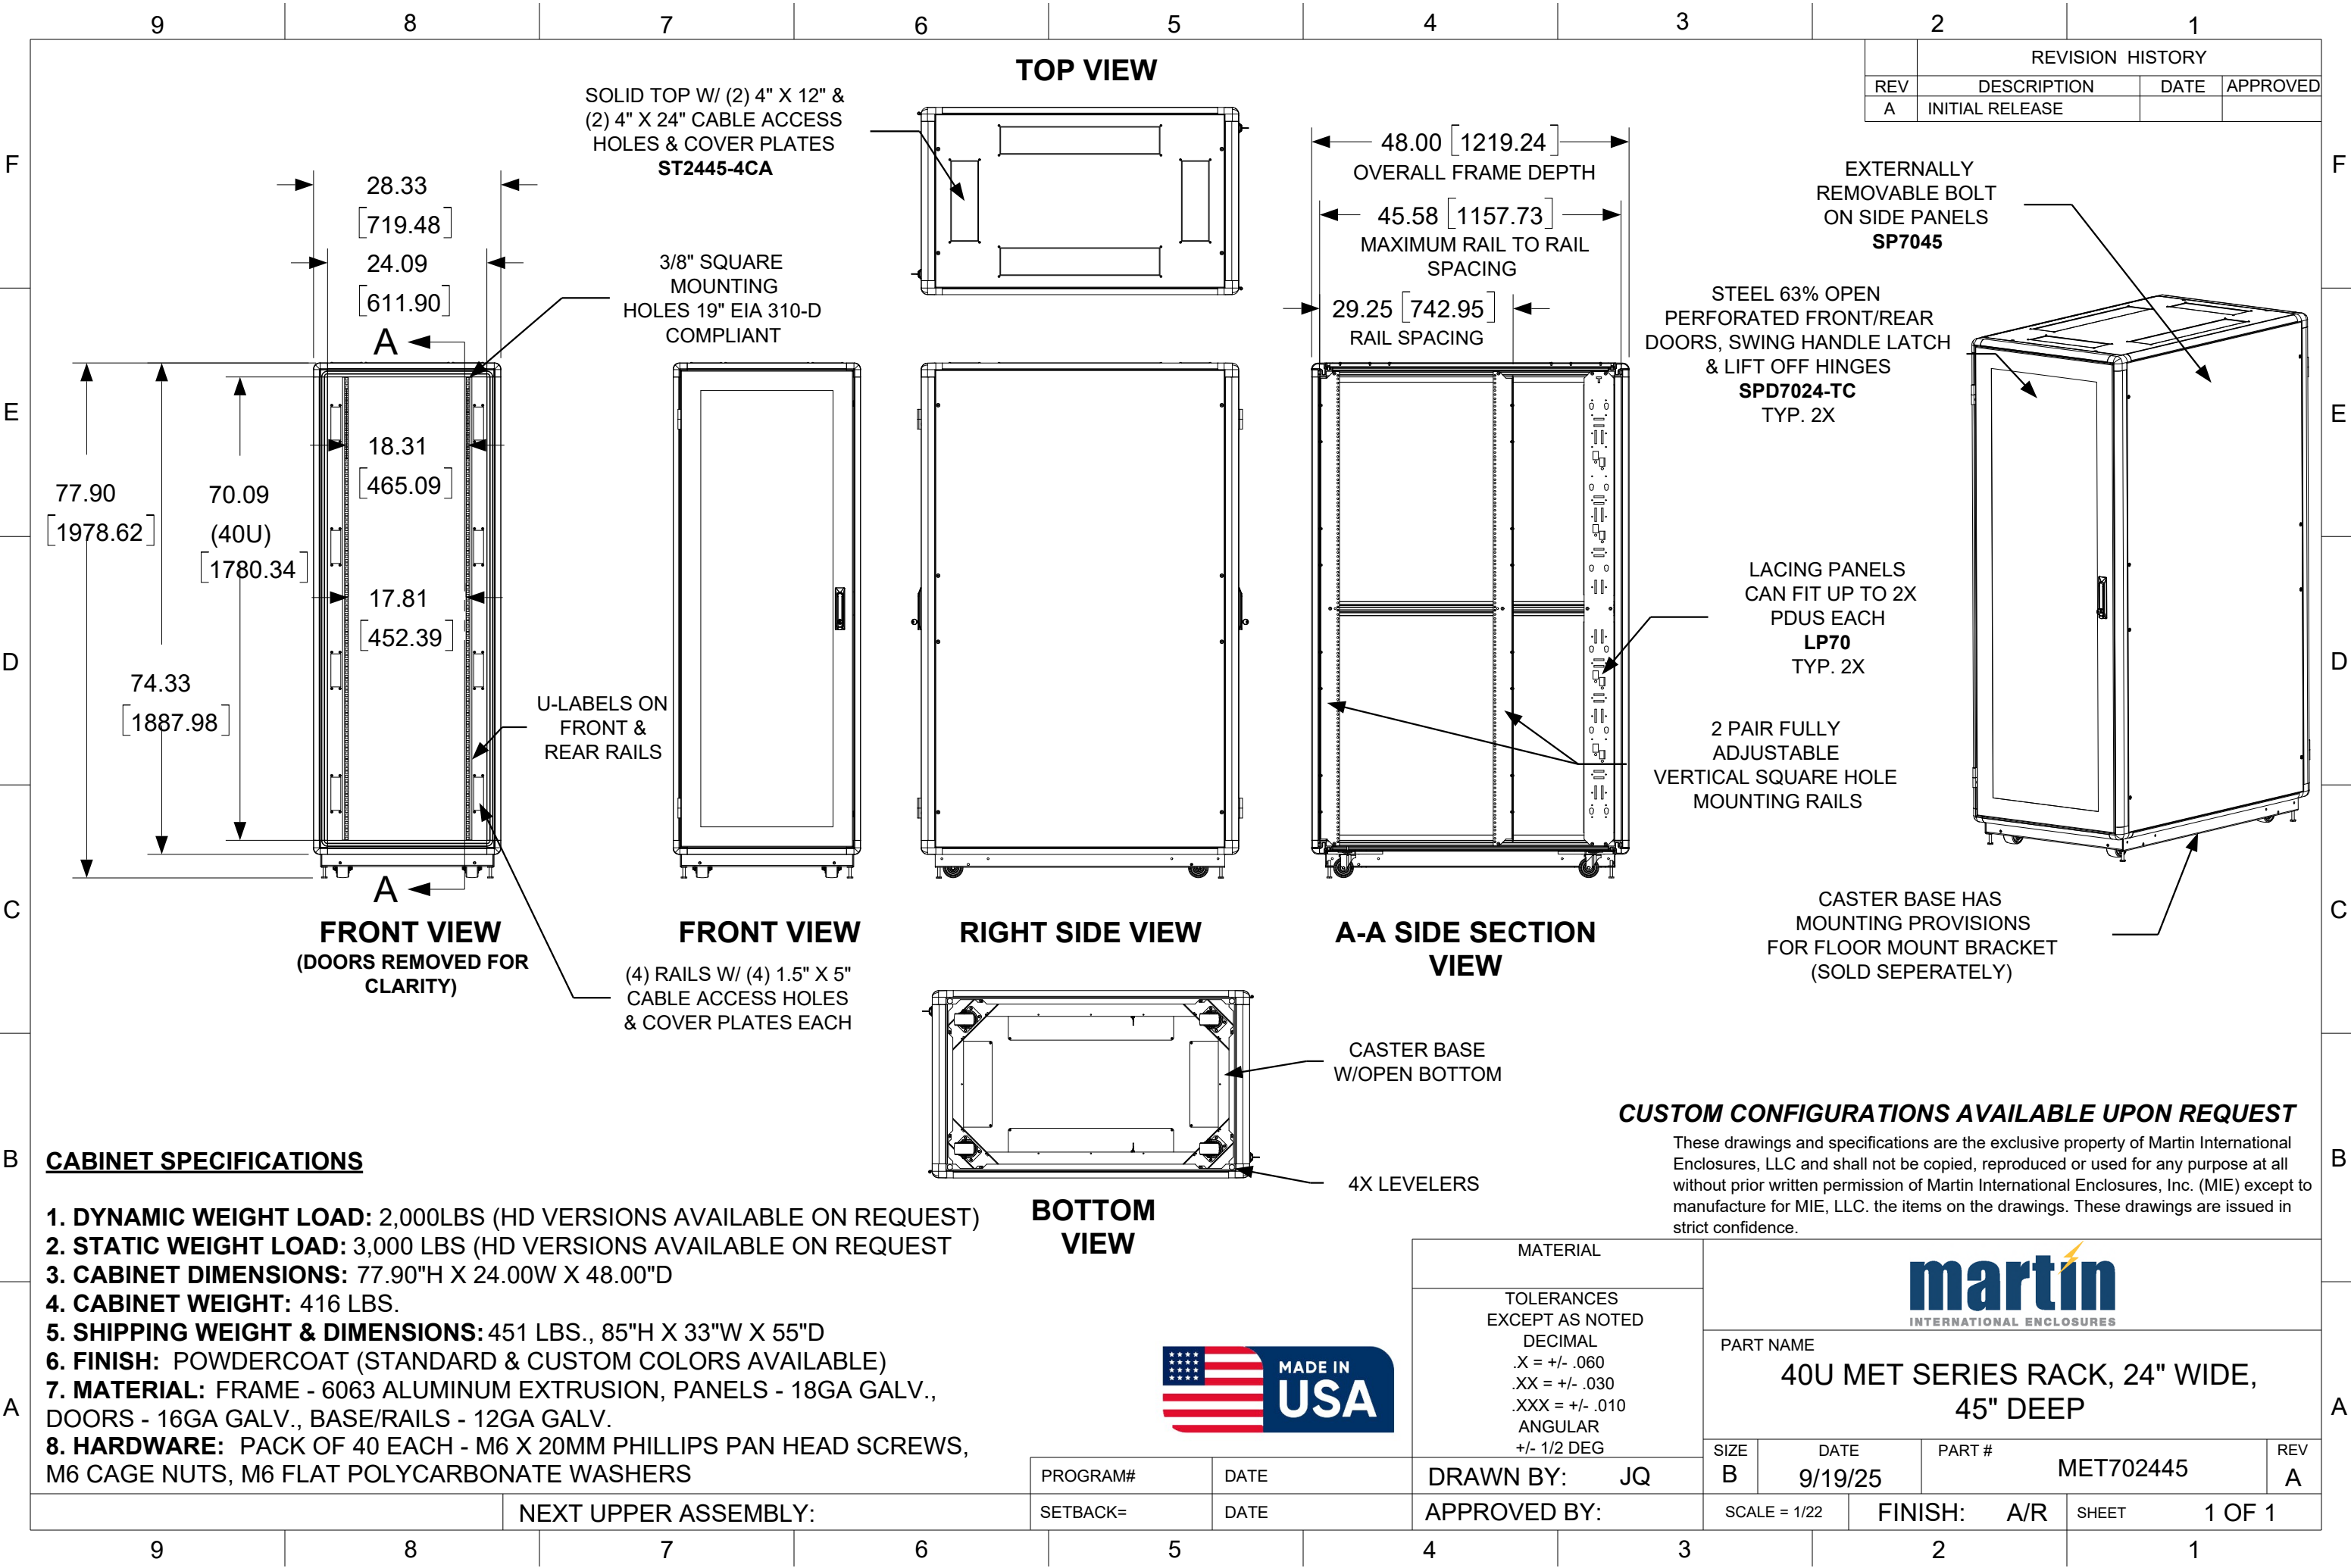 9 8 7 6 5 4 3 2 1
F
E
D
C
B
A
F
E
D
C
B
A
TOP VIEW
SOLID TOP W/ (2) 4" X 12" &
(2) 4" X 24" CABLE ACCESS
HOLES & COVER PLATES
ST2445-4CA
REVISION HISTORY
REV DESCRIPTION DATE APPROVED
A INITIAL RELEASE
28.33
[719.48]
24.09
[611.90]
A
3/8" SQUARE
MOUNTING
HOLES 19" EIA 310-D
COMPLIANT
48.00 [1219.24]
OVERALL FRAME DEPTH
45.58 [1157.73]
MAXIMUM RAIL TO RAIL
SPACING
29.25 [742.95]
RAIL SPACING
EXTERNALLY
REMOVABLE BOLT
ON SIDE PANELS
SP7045
STEEL 63% OPEN
PERFORATED FRONT/REAR
DOORS, SWING HANDLE LATCH
& LIFT OFF HINGES
SPD7024-TC
TYP. 2X
77.90
[1978.62]
74.33
[1887.98]
70.09
(40U)
[1780.34]
18.31
[465.09]
17.81
[452.39]
U-LABELS ON
FRONT &
REAR RAILS
LACING PANELS
CAN FIT UP TO 2X
PDUS EACH
LP70
TYP. 2X
2 PAIR FULLY
ADJUSTABLE
VERTICAL SQUARE HOLE
MOUNTING RAILS
A
FRONT VIEW
(DOORS REMOVED FOR
CLARITY)
FRONT VIEW
RIGHT SIDE VIEW
A-A SIDE SECTION
VIEW
(4) RAILS W/ (4) 1.5" X 5"
CABLE ACCESS HOLES
& COVER PLATES EACH
CASTER BASE HAS
MOUNTING PROVISIONS
FOR FLOOR MOUNT BRACKET
(SOLD SEPERATELY)
CASTER BASE
W/OPEN BOTTOM
4X LEVELERS
BOTTOM
VIEW
CUSTOM CONFIGURATIONS AVAILABLE UPON REQUEST
These drawings and specifications are the exclusive property of Martin International
Enclosures, LLC and shall not be copied, reproduced or used for any purpose at all
without prior written permission of Martin International Enclosures, Inc. (MIE) except to
manufacture for MIE, LLC. the items on the drawings. These drawings are issued in
strict confidence.
CABINET SPECIFICATIONS
1. DYNAMIC WEIGHT LOAD: 2,000LBS (HD VERSIONS AVAILABLE ON REQUEST)
2. STATIC WEIGHT LOAD: 3,000 LBS (HD VERSIONS AVAILABLE ON REQUEST
3. CABINET DIMENSIONS: 77.90"H X 24.00W X 48.00"D
4. CABINET WEIGHT: 416 LBS.
5. SHIPPING WEIGHT & DIMENSIONS: 451 LBS., 85"H X 33"W X 55"D
6. FINISH: POWDERCOAT (STANDARD & CUSTOM COLORS AVAILABLE)
7. MATERIAL: FRAME - 6063 ALUMINUM EXTRUSION, PANELS - 18GA GALV.,
DOORS - 16GA GALV., BASE/RAILS - 12GA GALV.
8. HARDWARE: PACK OF 40 EACH - M6 X 20MM PHILLIPS PAN HEAD SCREWS,
M6 CAGE NUTS, M6 FLAT POLYCARBONATE WASHERS
MADE IN
USA
MATERIAL
TOLERANCES
EXCEPT AS NOTED
DECIMAL
.X = +/- .060
.XX = +/- .030
.XXX = +/- .010
ANGULAR
+/- 1/2 DEG
martin
INTERNATIONAL ENCLOSURES
PART NAME
40U MET SERIES RACK, 24" WIDE,
45" DEEP
SIZE
B
DATE
9/19/25
PART #
MET702445
REV
A
PROGRAM# DATE
DRAWN BY: JQ
NEXT UPPER ASSEMBLY:
SETBACK= DATE
APPROVED BY:
SCALE = 1/22
FINISH: A/R
SHEET 1 OF 1
9 8 7 6 5 4 3 2 1